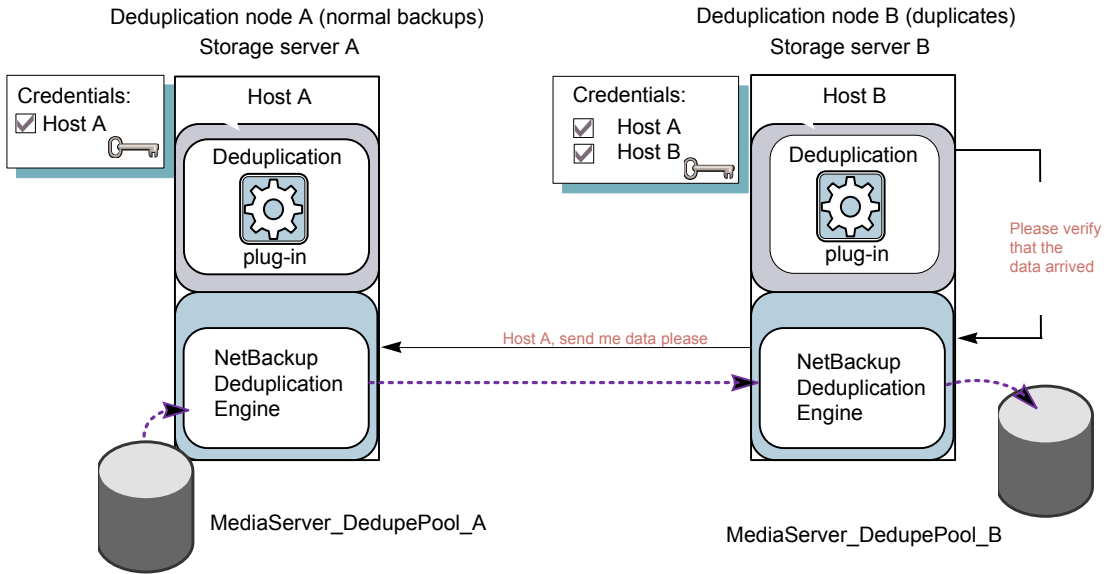 Deduplication node A (normal backups)
Storage server A
Deduplication node B (duplicates)
Storage server B
Credentials:
Host A
Host A
Deduplication
plug-in
NetBackup
Deduplication
Engine
MediaServer_DedupePool_A
Host A, send me data please
Credentials:
Host A
Host B
Host B
Deduplication
plug-in
Please verify
that the
data arrived
NetBackup
Deduplication
Engine
MediaServer_DedupePool_B